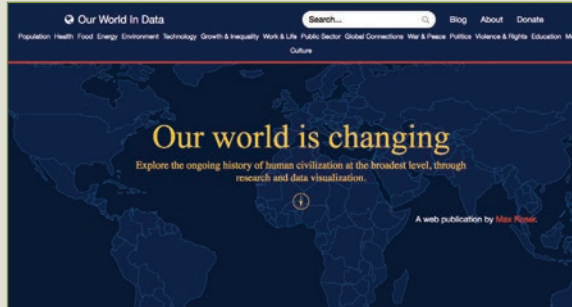 Our World In Data
Search...
Blog About Donate
Population Health Food Energy Environment Technology Growth & Inequality Work & Life Public Sector Global Connections War & Peace Politics Violence & Rights Education
Culture
Our world is changing
Explore the ongoing history of human civilization at the broadest level, through
research and data visualization.
A web publication by Max Roser.